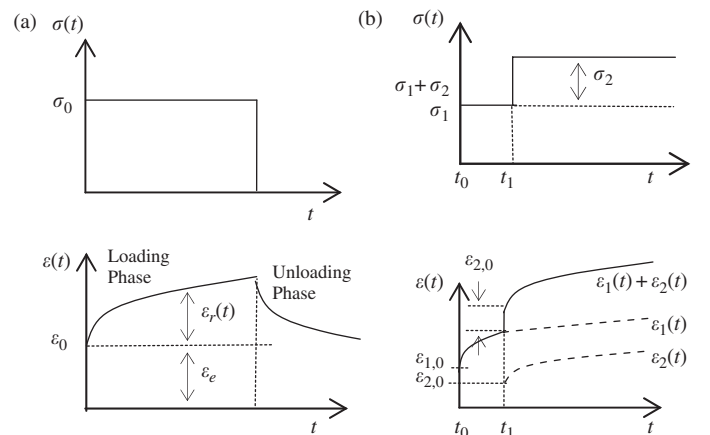 (a)
σ(t)
σ0
t
(b)
σ(t)
σ1 + σ2
σ1
σ2
t0
t1
t
ε(t)
Loading
Phase
Unloading
Phase
εr(t)
ε0
εe
t
ε(t)
ε2,0
ε1(t) + ε2(t)
ε1(t)
ε1,0
ε2,0
ε2(t)
t0
t1
t